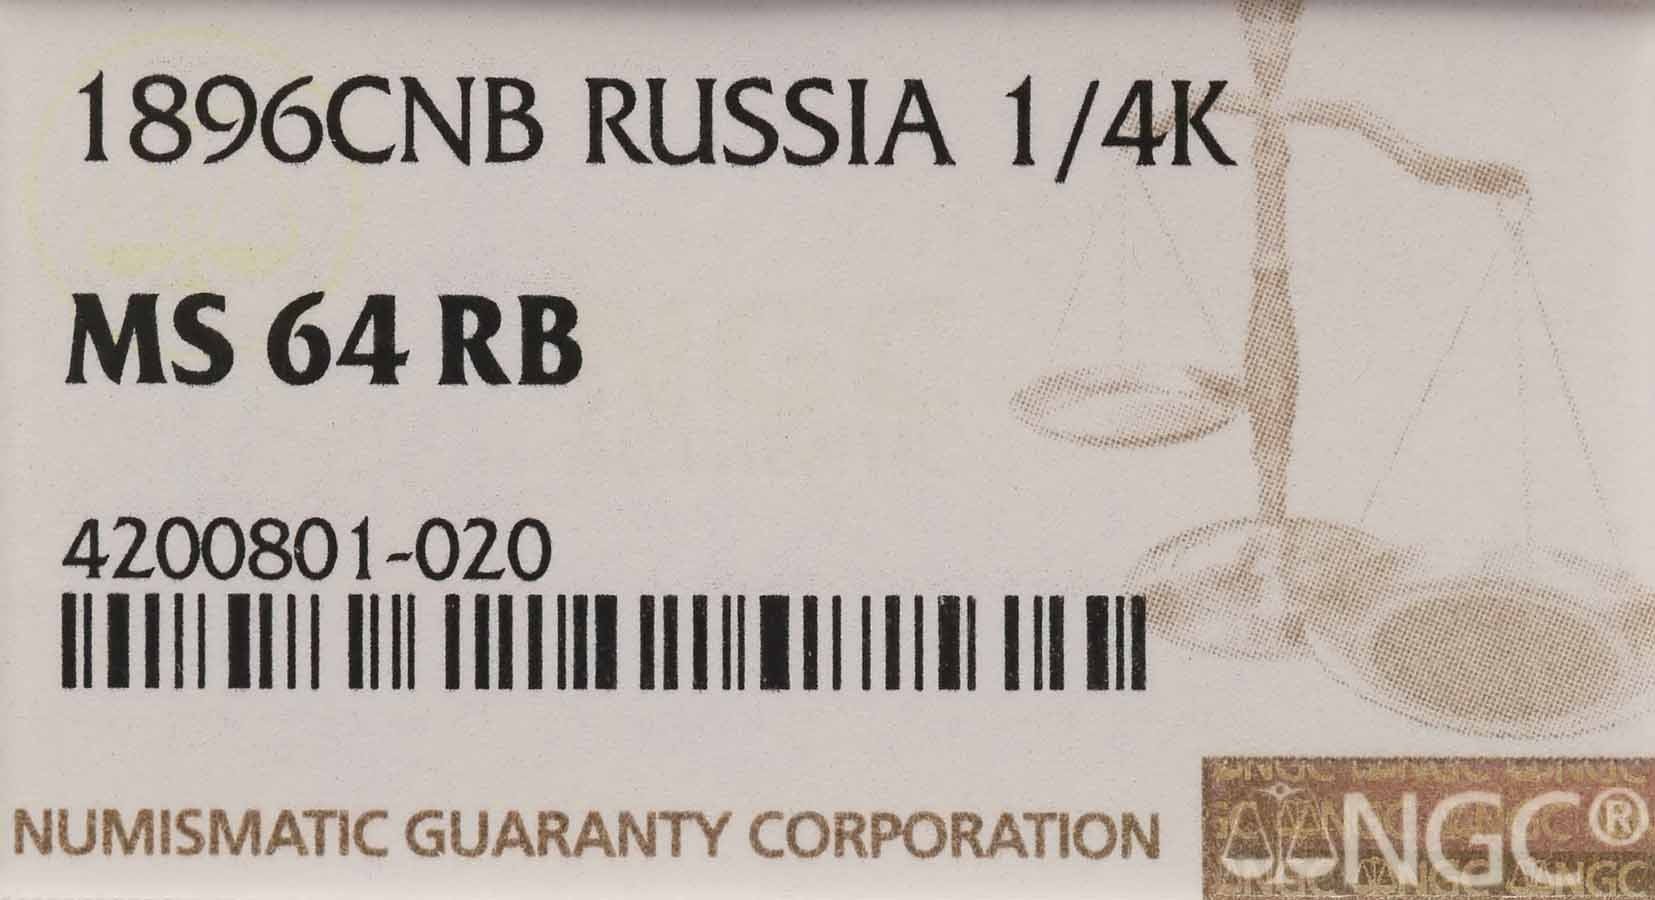 1896CNB RUSSIA 1/4K
MS 64 RB
4200801-020
NUMISMATIC GUARANTY CORPORATION
NGC®